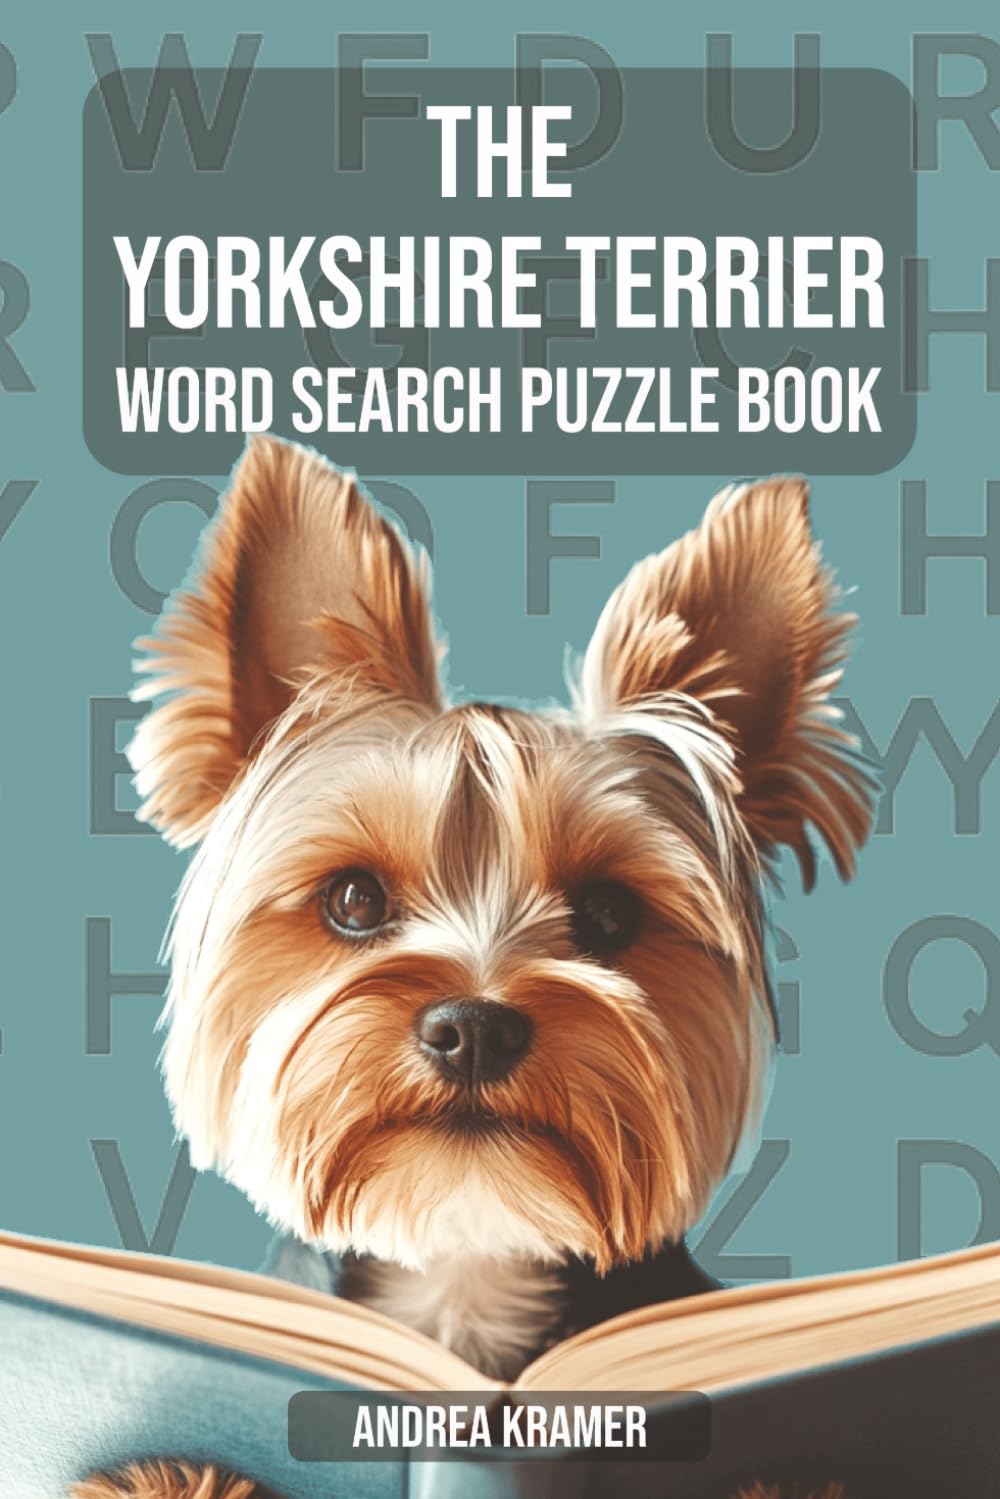 THE
YORKSHIRE TERRIER
WORD SEARCH PUZZLE BOOK
W F D U R
R E G F C H
Y O D F H
E Y Y
H G Q
V Z D
ANDREA KRAMER